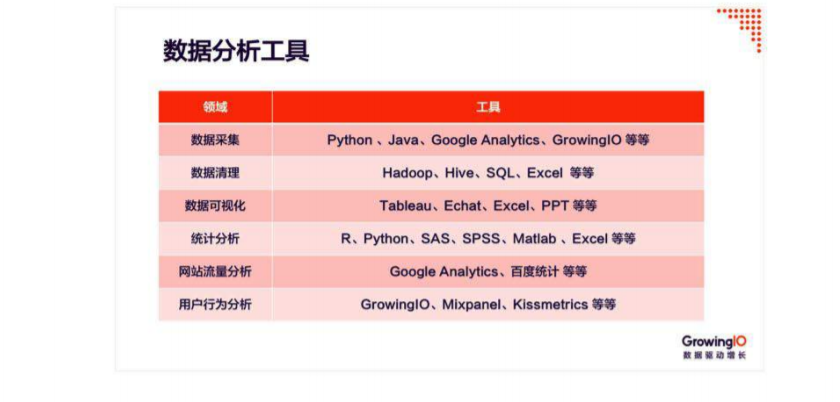 数据分析工具
领域 工具
数据采集 Python 、Java、Google Analytics、GrowingIO 等等
数据清理 Hadoop、Hive、SQL、Excel 等等
数据可视化 Tableau、Echat、Excel、PPT 等等
统计分析 R、Python、SAS、SPSS、Matlab 、Excel 等等
网站流量分析 Google Analytics、百度统计 等等
用户行为分析 GrowingIO、Mixpanel、Kissmetrics 等等
GrowingIO
数据驱动增长